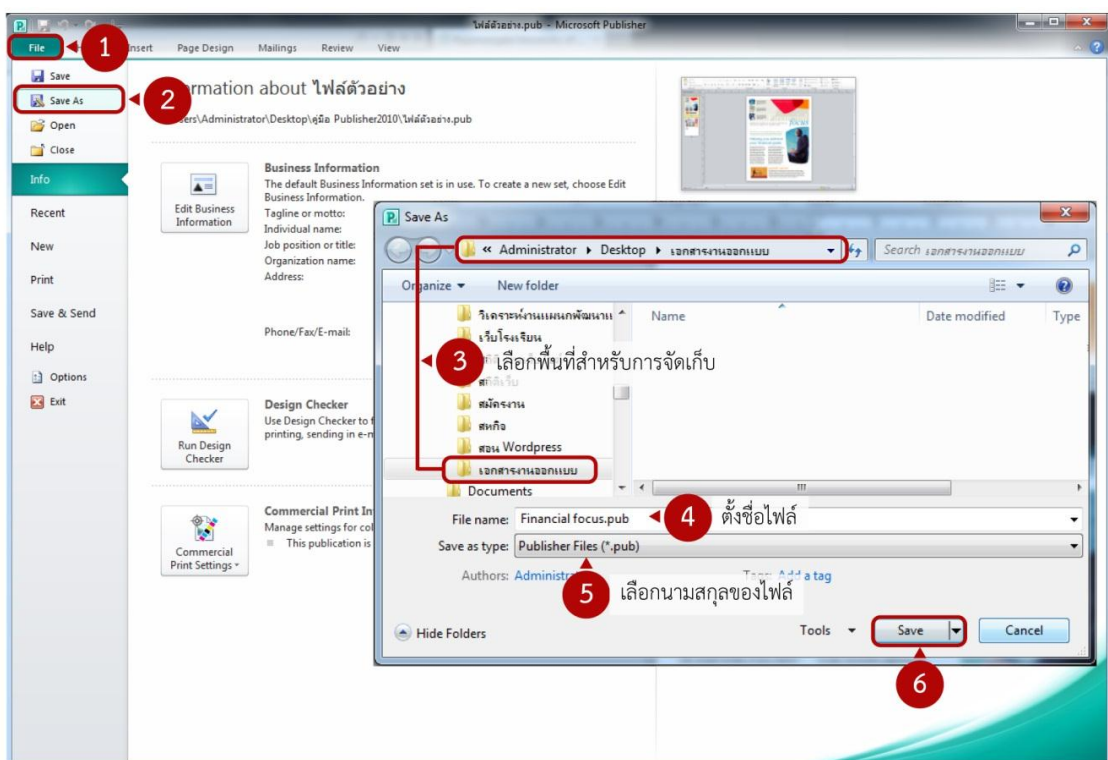 ไฟล์ตัวอย่าง.pub - Microsoft Publisher
File
1
Insert Page Design Mailings Review View
Save
Save As
2
Open
Close
Info
Recent
New
Print
Save & Send
Help
Options
Exit
about ไฟล์ตัวอย่าง
\Administrator\Desktop\คู่มือ Publisher2010\ไฟล์ตัวอย่าง.pub
Edit Business
Information
Business Information
The default Business Information set is in use. To create a new set, choose Edit
Business Information.
Tagline or motto:
Individual name:
Job position or title:
Organization name:
Address:
Phone/Fax/E-mail:
Run Design
Checker
Design Checker
Use Design Checker to
printing, sending in
Commercial
Print Settings
Commercial Print
Manage settings for
This publication is
Save As
« Administrator Desktop เอกสารงานออกแบบ
Search เอกสารงานออกแบบ
Organize New folder
Name Date modified Type
เว็บโรงเรียน
3 เลือกพื้นที่สำหรับการจัดเก็บ
สมัครงาน
สหกิจ
สอน Wordpress
เอกสารงานออกแบบ
Documents
File name: Financial focus.pub
4 ตั้งชื่อไฟล์
Save as type: Publisher Files (*.pub)
Authors:
Add a tag
5 เลือกนามสกุลของไฟล์
Hide Folders
Tools Save Cancel
6